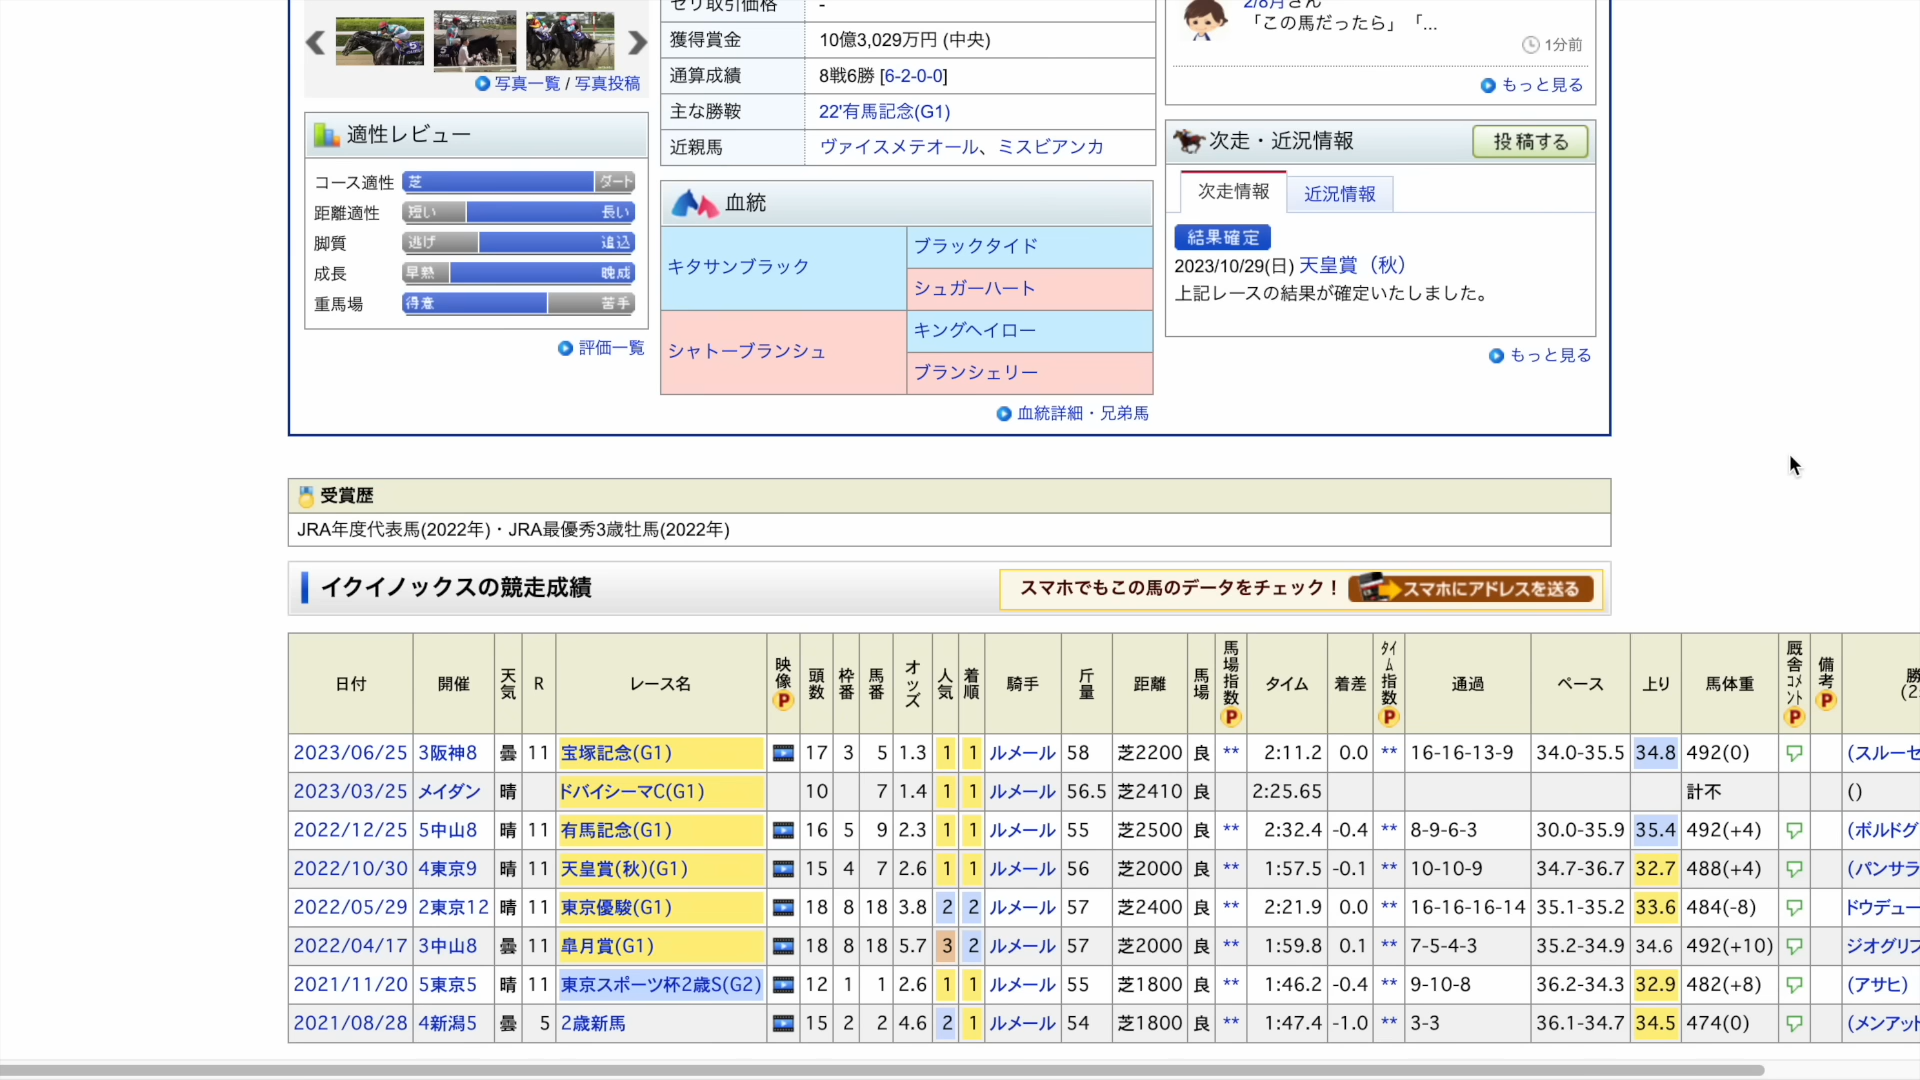 セリ取引価格 -
獲得賞金 10億3,029万円 (中央)
通算成績 8戦6勝 [6-2-0-0]
主な勝鞍 22'有馬記念(G1)
近親馬 ヴァイスメテオール、ミスビアンカ
写真一覧 / 写真投稿
適性レビュー
コース適性 芝 ダート
距離適性 短い 長い
脚質 逃げ 追込
成長 早熟 晩成
重馬場 得意 苦手
評価一覧
血統
キタサンブラック
ブラックタイド
シュガーハート
シャトーブランシュ
キングヘイロー
ブランシェリー
血統詳細・兄弟馬
2/8月さん
「この馬だったら」「...
1分前
もっと見る
次走・近況情報 投稿する
次走情報 近況情報
結果確定
2023/10/29(日) 天皇賞（秋）
上記レースの結果が確定いたしました。
もっと見る
受賞歴
JRA年度代表馬(2022年)・JRA最優秀3歳牡馬(2022年)
イクイノックスの競走成績 スマホでもこの馬のデータをチェック！ スマホにアドレスを送る
日付 開催 天気 R レース名 映像 P 頭数 枠番 馬番 オッズ 人気 着順 騎手 斤量 距離 馬場 馬場指数 P タイム 着差 ﾀｲﾑ指数 P 通過 ペース 上り 馬体重 厩舎ｺﾒﾝﾄ P 備考 P 勝 (2
2023/06/25 3阪神8 曇 11 宝塚記念(G1) 17 3 5 1.3 1 1 ルメール 58 芝2200 良 ** 2:11.2 0.0 ** 16-16-13-9 34.0-35.5 34.8 492(0) (スルーセ
2023/03/25 メイダン 晴 ドバイシーマC(G1) 10 7 1.4 1 1 ルメール 56.5 芝2410 良 2:25.65 計不 ()
2022/12/25 5中山8 晴 11 有馬記念(G1) 16 5 9 2.3 1 1 ルメール 55 芝2500 良 ** 2:32.4 -0.4 ** 8-9-6-3 30.0-35.9 35.4 492(+4) (ボルドグ
2022/10/30 4東京9 晴 11 天皇賞(秋)(G1) 15 4 7 2.6 1 1 ルメール 56 芝2000 良 ** 1:57.5 -0.1 ** 10-10-9 34.7-36.7 32.7 488(+4) (パンサラ
2022/05/29 2東京12 晴 11 東京優駿(G1) 18 8 18 3.8 2 2 ルメール 57 芝2400 良 ** 2:21.9 0.0 ** 16-16-16-14 35.1-35.2 33.6 484(-8) ドウデュー
2022/04/17 3中山8 曇 11 皐月賞(G1) 18 8 18 5.7 3 2 ルメール 57 芝2000 良 ** 1:59.8 0.1 ** 7-5-4-3 35.2-34.9 34.6 492(+10) ジオグリフ
2021/11/20 5東京5 晴 11 東京スポーツ杯2歳S(G2) 12 1 1 2.6 1 1 ルメール 55 芝1800 良 ** 1:46.2 -0.4 ** 9-10-8 36.2-34.3 32.9 482(+8) (アサヒ)
2021/08/28 4新潟5 曇 5 2歳新馬 15 2 2 4.6 2 1 ルメール 54 芝1800 良 ** 1:47.4 -1.0 ** 3-3 36.1-34.7 34.5 474(0) (メンアット